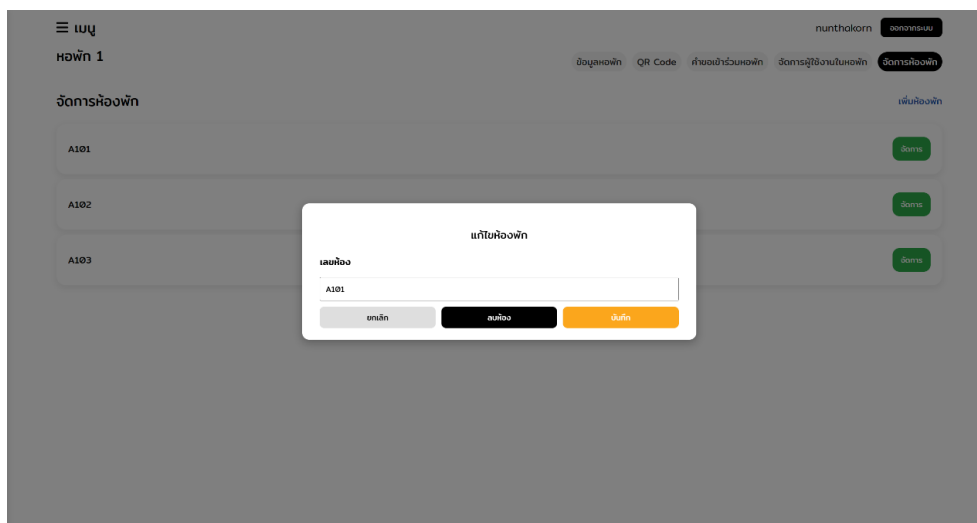 ☰ เมนู
nunthakorn ออกจากระบบ
หอพัก 1
ข้อมูลหอพัก QR Code คำขอเข้าร่วมหอพัก จัดการผู้ใช้งานในหอพัก จัดการห้องพัก
จัดการห้องพัก เพิ่มห้องพัก
A101 จัดการ
A102 จัดการ
A103 จัดการ
แก้ไขห้องพัก
เลขห้อง
A101
ยกเลิก ลบห้อง บันทึก